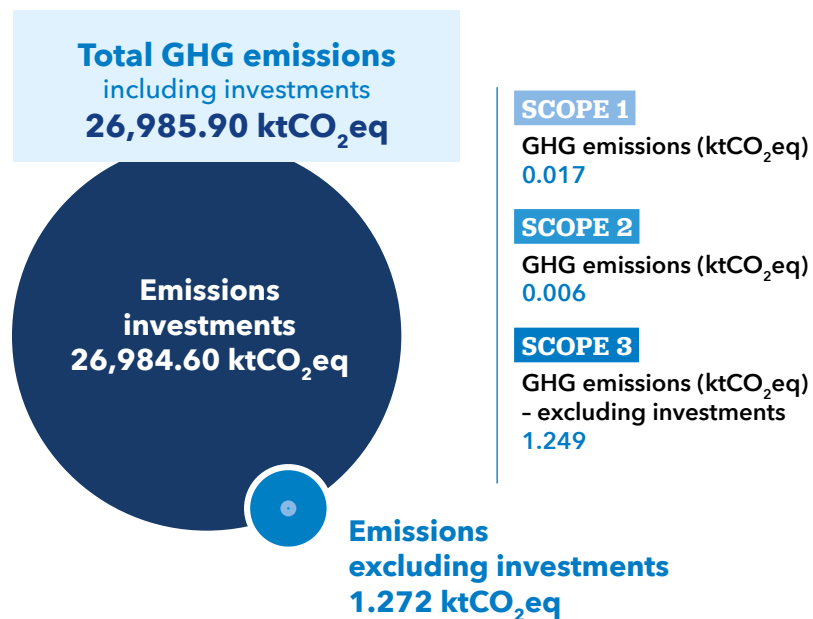 Total GHG emissions
including investments
26,985.90 ktCO₂eq
Emissions
investments
26,984.60 ktCO₂eq
SCOPE 1
GHG emissions (ktCO₂eq)
0.017
SCOPE 2
GHG emissions (ktCO₂eq)
0.006
SCOPE 3
GHG emissions (ktCO₂eq)
– excluding investments
1.249
Emissions
excluding investments
1.272 ktCO₂eq